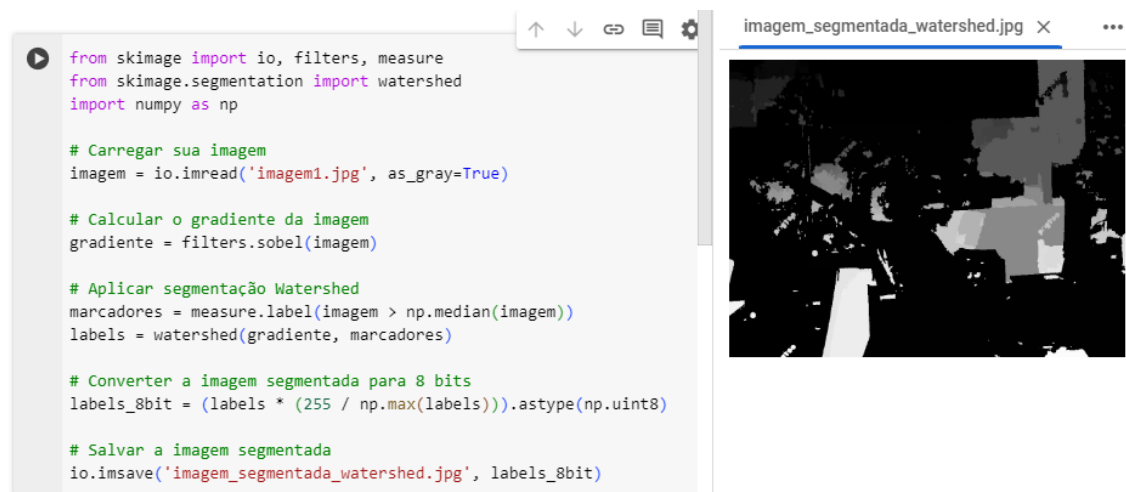 imagem_segmentada_watershed.jpg
from skimage import io, filters, measure
from skimage.segmentation import watershed
import numpy as np
# Carregar sua imagem
imagem = io.imread('imagem1.jpg', as_gray=True)
# Calcular o gradiente da imagem
gradiente = filters.sobel(imagem)
# Aplicar segmentação Watershed
marcadores = measure.label(imagem > np.median(imagem))
labels = watershed(gradiente, marcadores)
# Converter a imagem segmentada para 8 bits
labels_8bit = (labels * (255 / np.max(labels))).astype(np.uint8)
# Salvar a imagem segmentada
io.imsave('imagem_segmentada_watershed.jpg', labels_8bit)